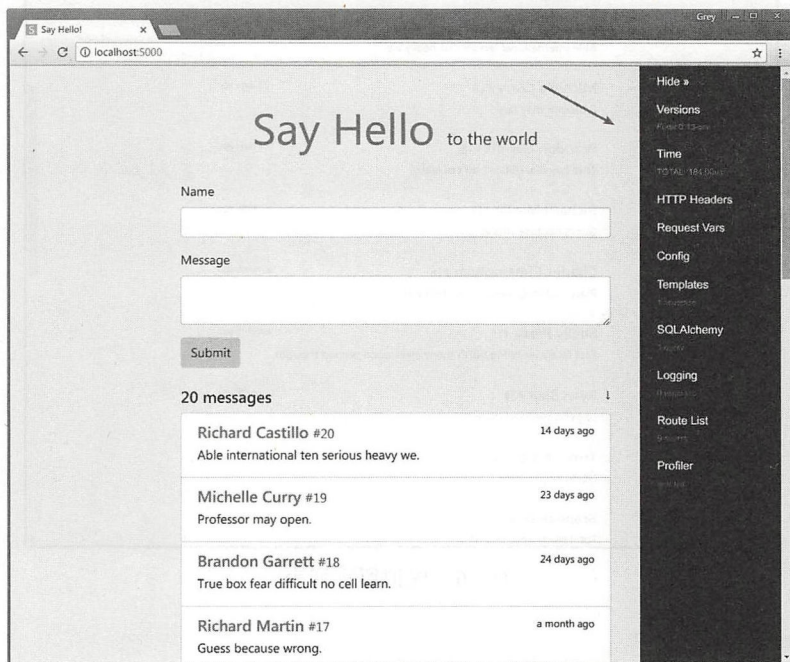 Say Hello!
Grey
localhost:5000
Say Hello to the world
Name
Message
Submit
20 messages
Richard Castillo #20
14 days ago
Able international ten serious heavy we.
Michelle Curry #19
23 days ago
Professor may open.
Brandon Garrett #18
24 days ago
True box fear difficult no cell learn.
Richard Martin #17
a month ago
Guess because wrong.
Hide »
Versions
Time
HTTP Headers
Request Vars
Config
Templates
SQLAlchemy
Logging
Route List
Profiler